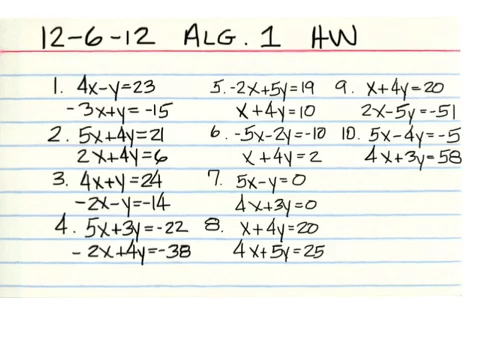 12-6-12 ALG. 1 HW
1. 4x-y=23
-3x+y=-15
2. 5x+4y=21
2x+4y=6
3. 4x+y=24
-2x-y=-14
4. 5x+3y=-22
-2x+4y=-38
5. -2x+5y=19
x+4y=10
6. -5x-2y=-10
x+4y=2
7. 5x-y=0
4x+3y=0
8. x+4y=20
4x+5y=25
9. x+4y=20
2x-5y=-51
10. 5x-4y=-5
4x+3y=58